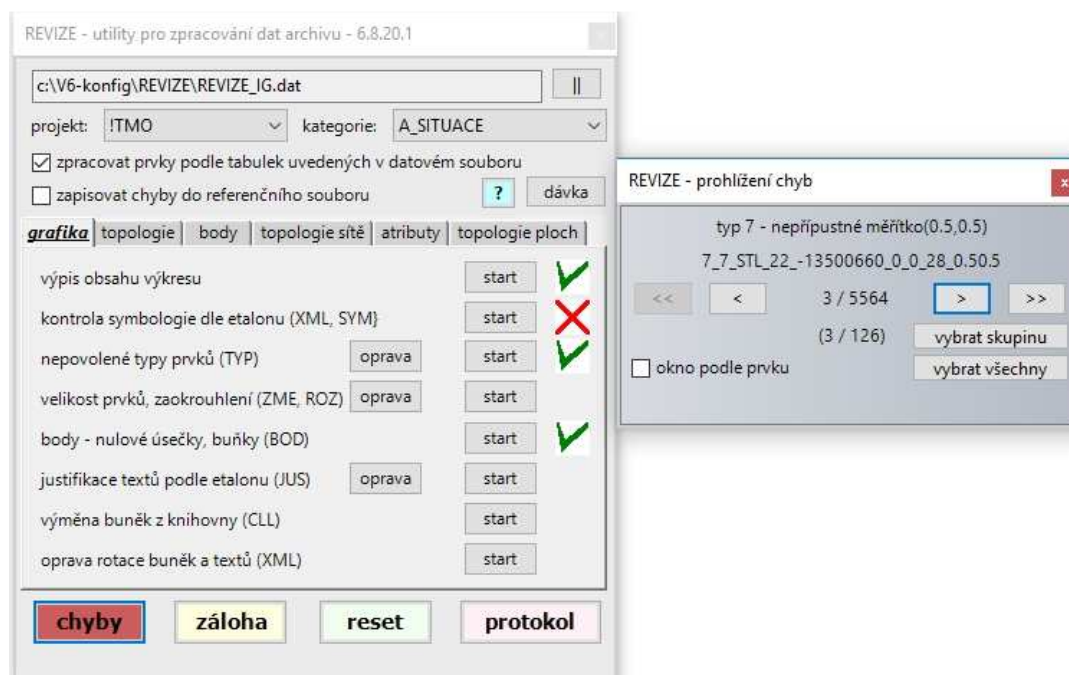 REVIZE - utility pro zpracování dat archivu - 6.8.20.1
x
c:\V6-konfig\REVIZE\REVIZE_IG.dat
||
projekt: !TMO kategorie: A_SITUACE
zpracovat prvky podle tabulek uvedených v datovém souboru
zapisovat chyby do referenčního souboru ? dávka
grafika topologie body topologie sítě atributy topologie ploch
výpis obsahu výkresu start
kontrola symbologie dle etalonu (XML, SYM} start
nepovolené typy prvků (TYP) oprava start
velikost prvků, zaokrouhlení (ZME, ROZ) oprava start
body - nulové úsečky, buňky (BOD) start
justifikace textů podle etalonu (JUS) oprava start
výměna buněk z knihovny (CLL) start
oprava rotace buněk a textů (XML) start
chyby záloha reset protokol
REVIZE - prohlížení chyb x
typ 7 - nepřípustné měřítko(0.5,0.5)
7_7_STL_22_-13500660_0_0_28_0.50.5
<< < 3 / 5564 > >>
(3 / 126) vybrat skupinu
okno podle prvku vybrat všechny